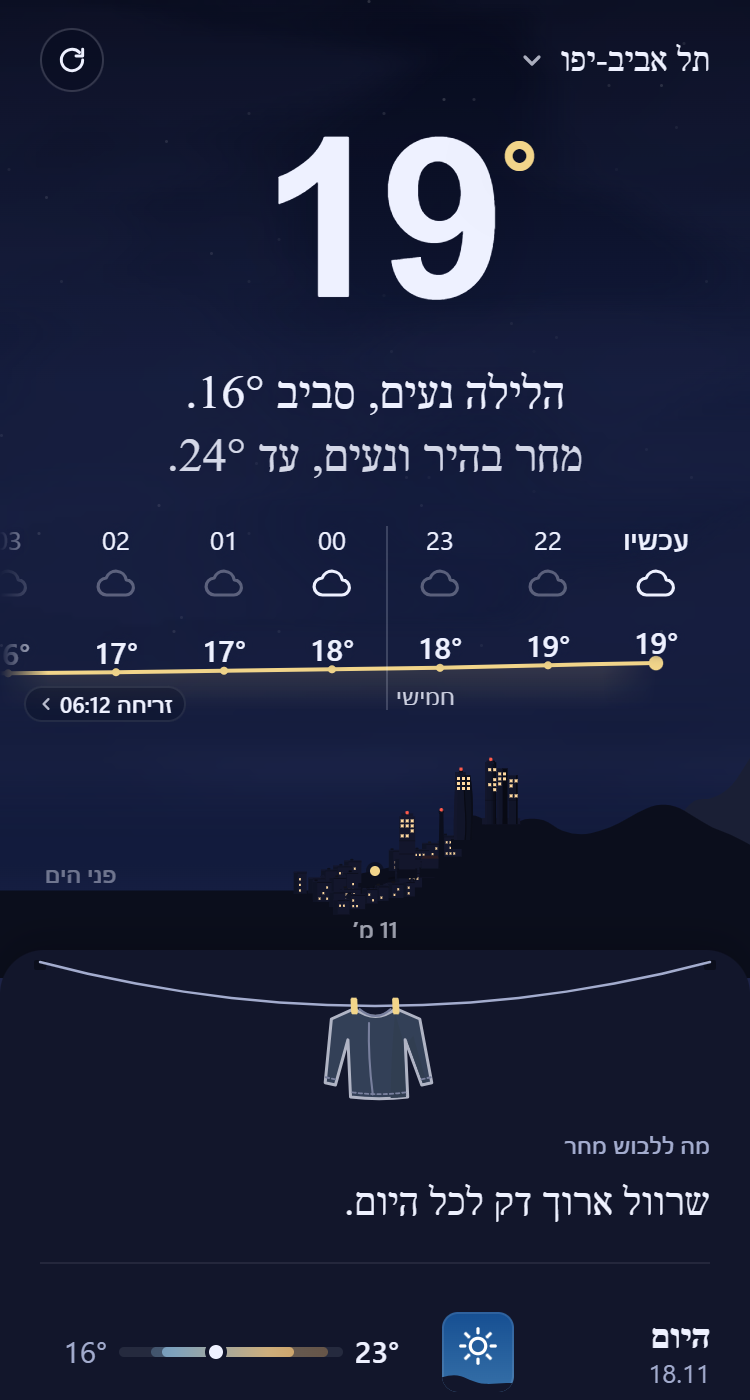 תל אביב-יפו
19°
הלילה נעים, סביב 16°.
מחר בהיר ונעים, עד 24°.
עכשיו 22 23 00 01 02 03
19° 19° 18° 18° 17° 17° 6°
חמישי
זריחה 06:12
פני הים
11 מ׳
מה ללבוש מחר
שרוול ארוך דק לכל היום.
היום 23° 16°
18.11